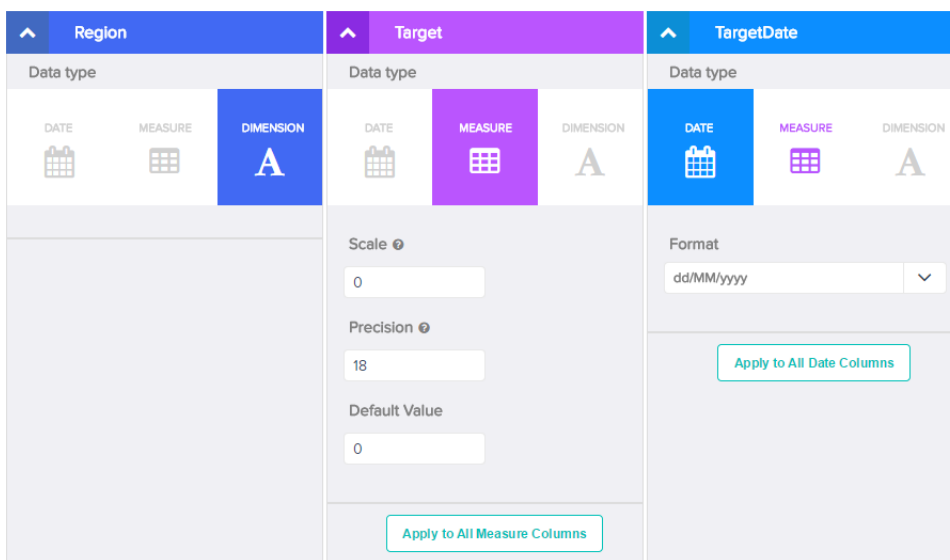 Region
Data type
DATE
MEASURE
DIMENSION
A
Target
Data type
DATE
MEASURE
DIMENSION
A
Scale ?
0
Precision ?
18
Default Value
0
Apply to All Measure Columns
TargetDate
Data type
DATE
MEASURE
DIMENSION
A
Format
dd/MM/yyyy
Apply to All Date Columns